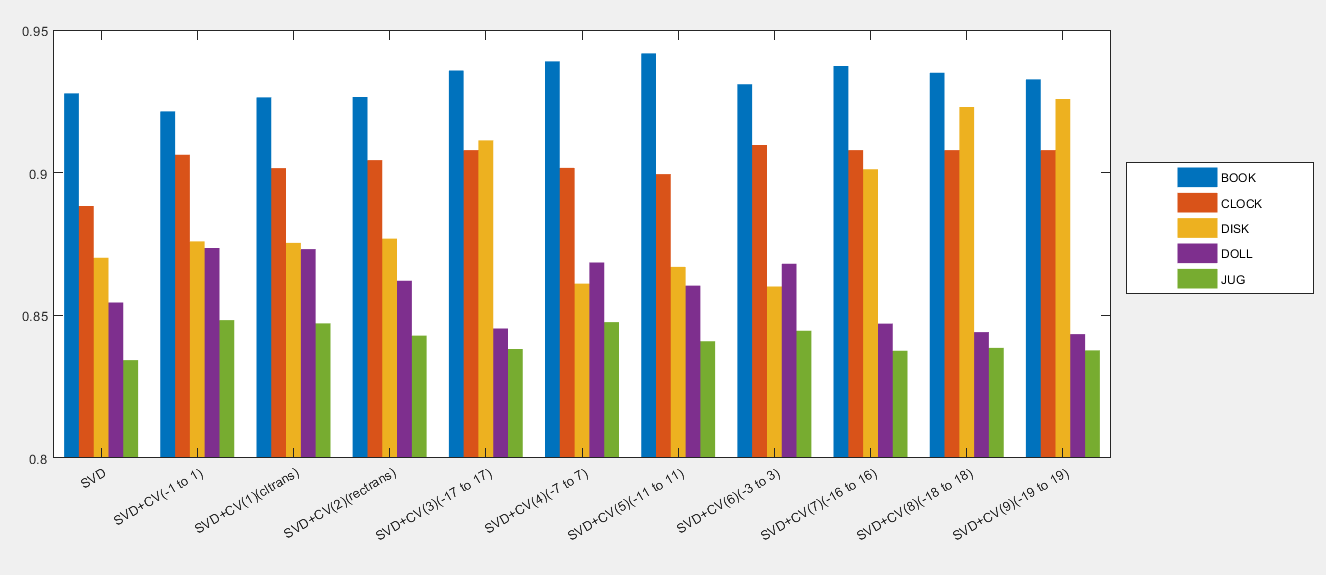 0.95
0.9
0.85
0.8
SVD
SVD+CV(-1 to 1)
SVD+CV(1)(cltrans)
SVD+CV(2)(rectrans)
SVD+CV(3)(-17 to 17)
SVD+CV(4)(-7 to 7)
SVD+CV(5)(-11 to 11)
SVD+CV(6)(-3 to 3)
SVD+CV(7)(-16 to 16)
SVD+CV(8)(-18 to 18)
SVD+CV(9)(-19 to 19)
BOOK
CLOCK
DISK
DOLL
JUG